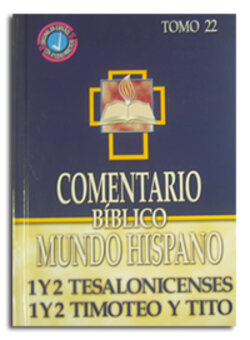 TOMO 22
COMENTARIO
BÍBLICO
MUNDO HISPANO
1 Y 2 TESALONICENSES
1 Y 2 TIMOTEO Y TITO